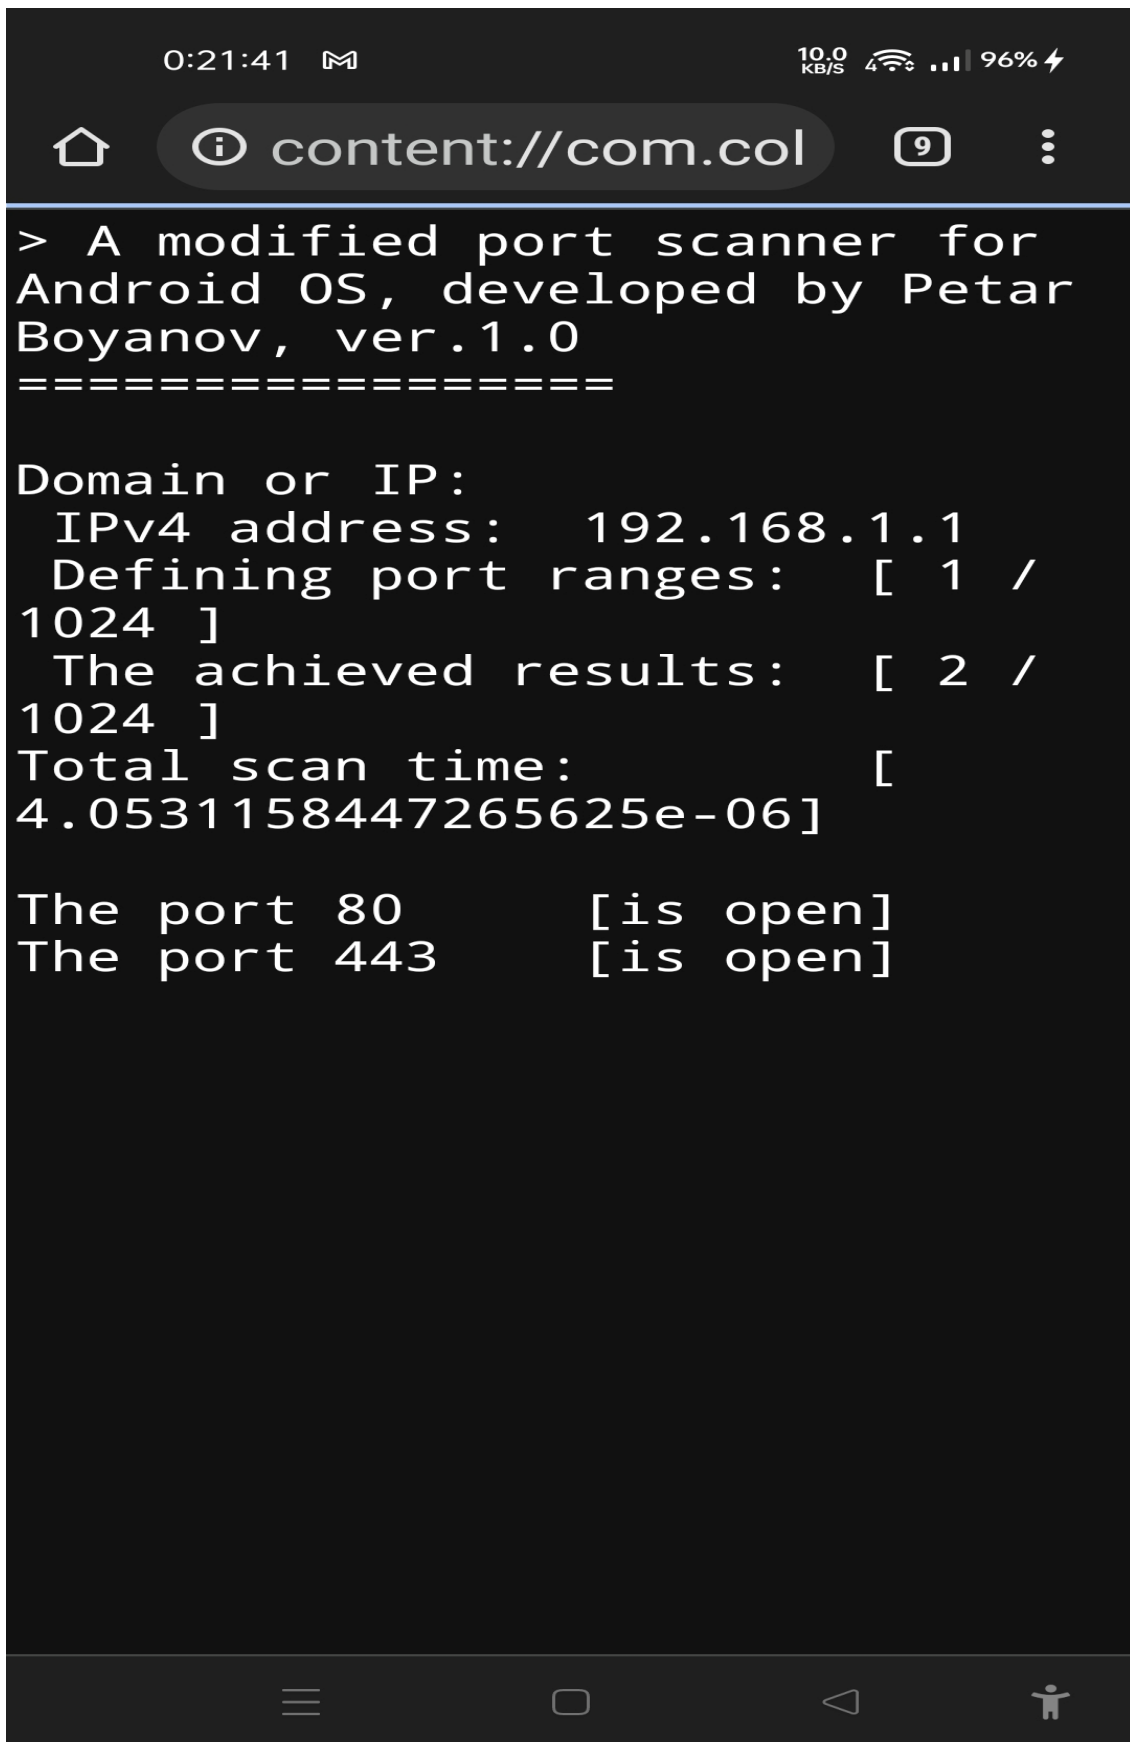 0:21:41
10.0 KB/S 4 96%
content://com.col
9
> A modified port scanner for
Android OS, developed by Petar
Boyanov, ver.1.0
=================
Domain or IP:
IPv4 address: 192.168.1.1
Defining port ranges: [ 1 /
1024 ]
The achieved results: [ 2 /
1024 ]
Total scan time: [
4.0531158447265625e-06]
The port 80 [is open]
The port 443 [is open]